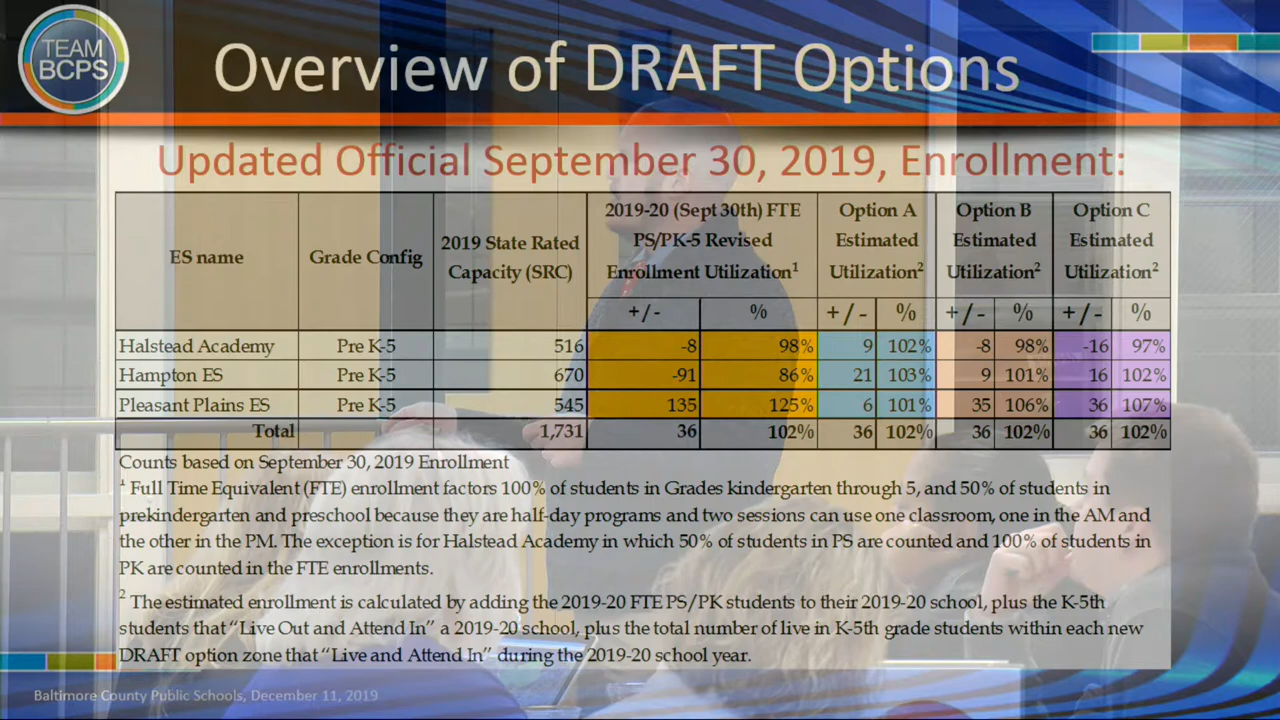 TEAM
BCPS
Overview of DRAFT Options
Updated Official September 30, 2019, Enrollment:
ES name Grade Config 2019 State Rated Capacity (SRC) 2019-20 (Sept 30th) FTE PS/PK-5 Revised Enrollment Utilization¹ Option A Estimated Utilization² Option B Estimated Utilization² Option C Estimated Utilization²
+/- % +/- % +/- % +/- %
Halstead Academy Pre K-5 516 -8 98% 9 102% -8 98% -16 97%
Hampton ES Pre K-5 670 -91 86% 21 103% 9 101% 16 102%
Pleasant Plains ES Pre K-5 545 135 125% 6 101% 35 106% 36 107%
Total 1,731 36 102% 36 102% 36 102% 36 102%
Counts based on September 30, 2019 Enrollment
¹ Full Time Equivalent (FTE) enrollment factors 100% of students in Grades kindergarten through 5, and 50% of students in
prekindergarten and preschool because they are half-day programs and two sessions can use one classroom, one in the AM and
the other in the PM. The exception is for Halstead Academy in which 50% of students in PS are counted and 100% of students in
PK are counted in the FTE enrollments.
² The estimated enrollment is calculated by adding the 2019-20 FTE PS/PK students to their 2019-20 school, plus the K-5th
students that “Live Out and Attend In” a 2019-20 school, plus the total number of live in K-5th grade students within each new
DRAFT option zone that “Live and Attend In” during the 2019-20 school year.
Baltimore County Public Schools, December 11, 2019